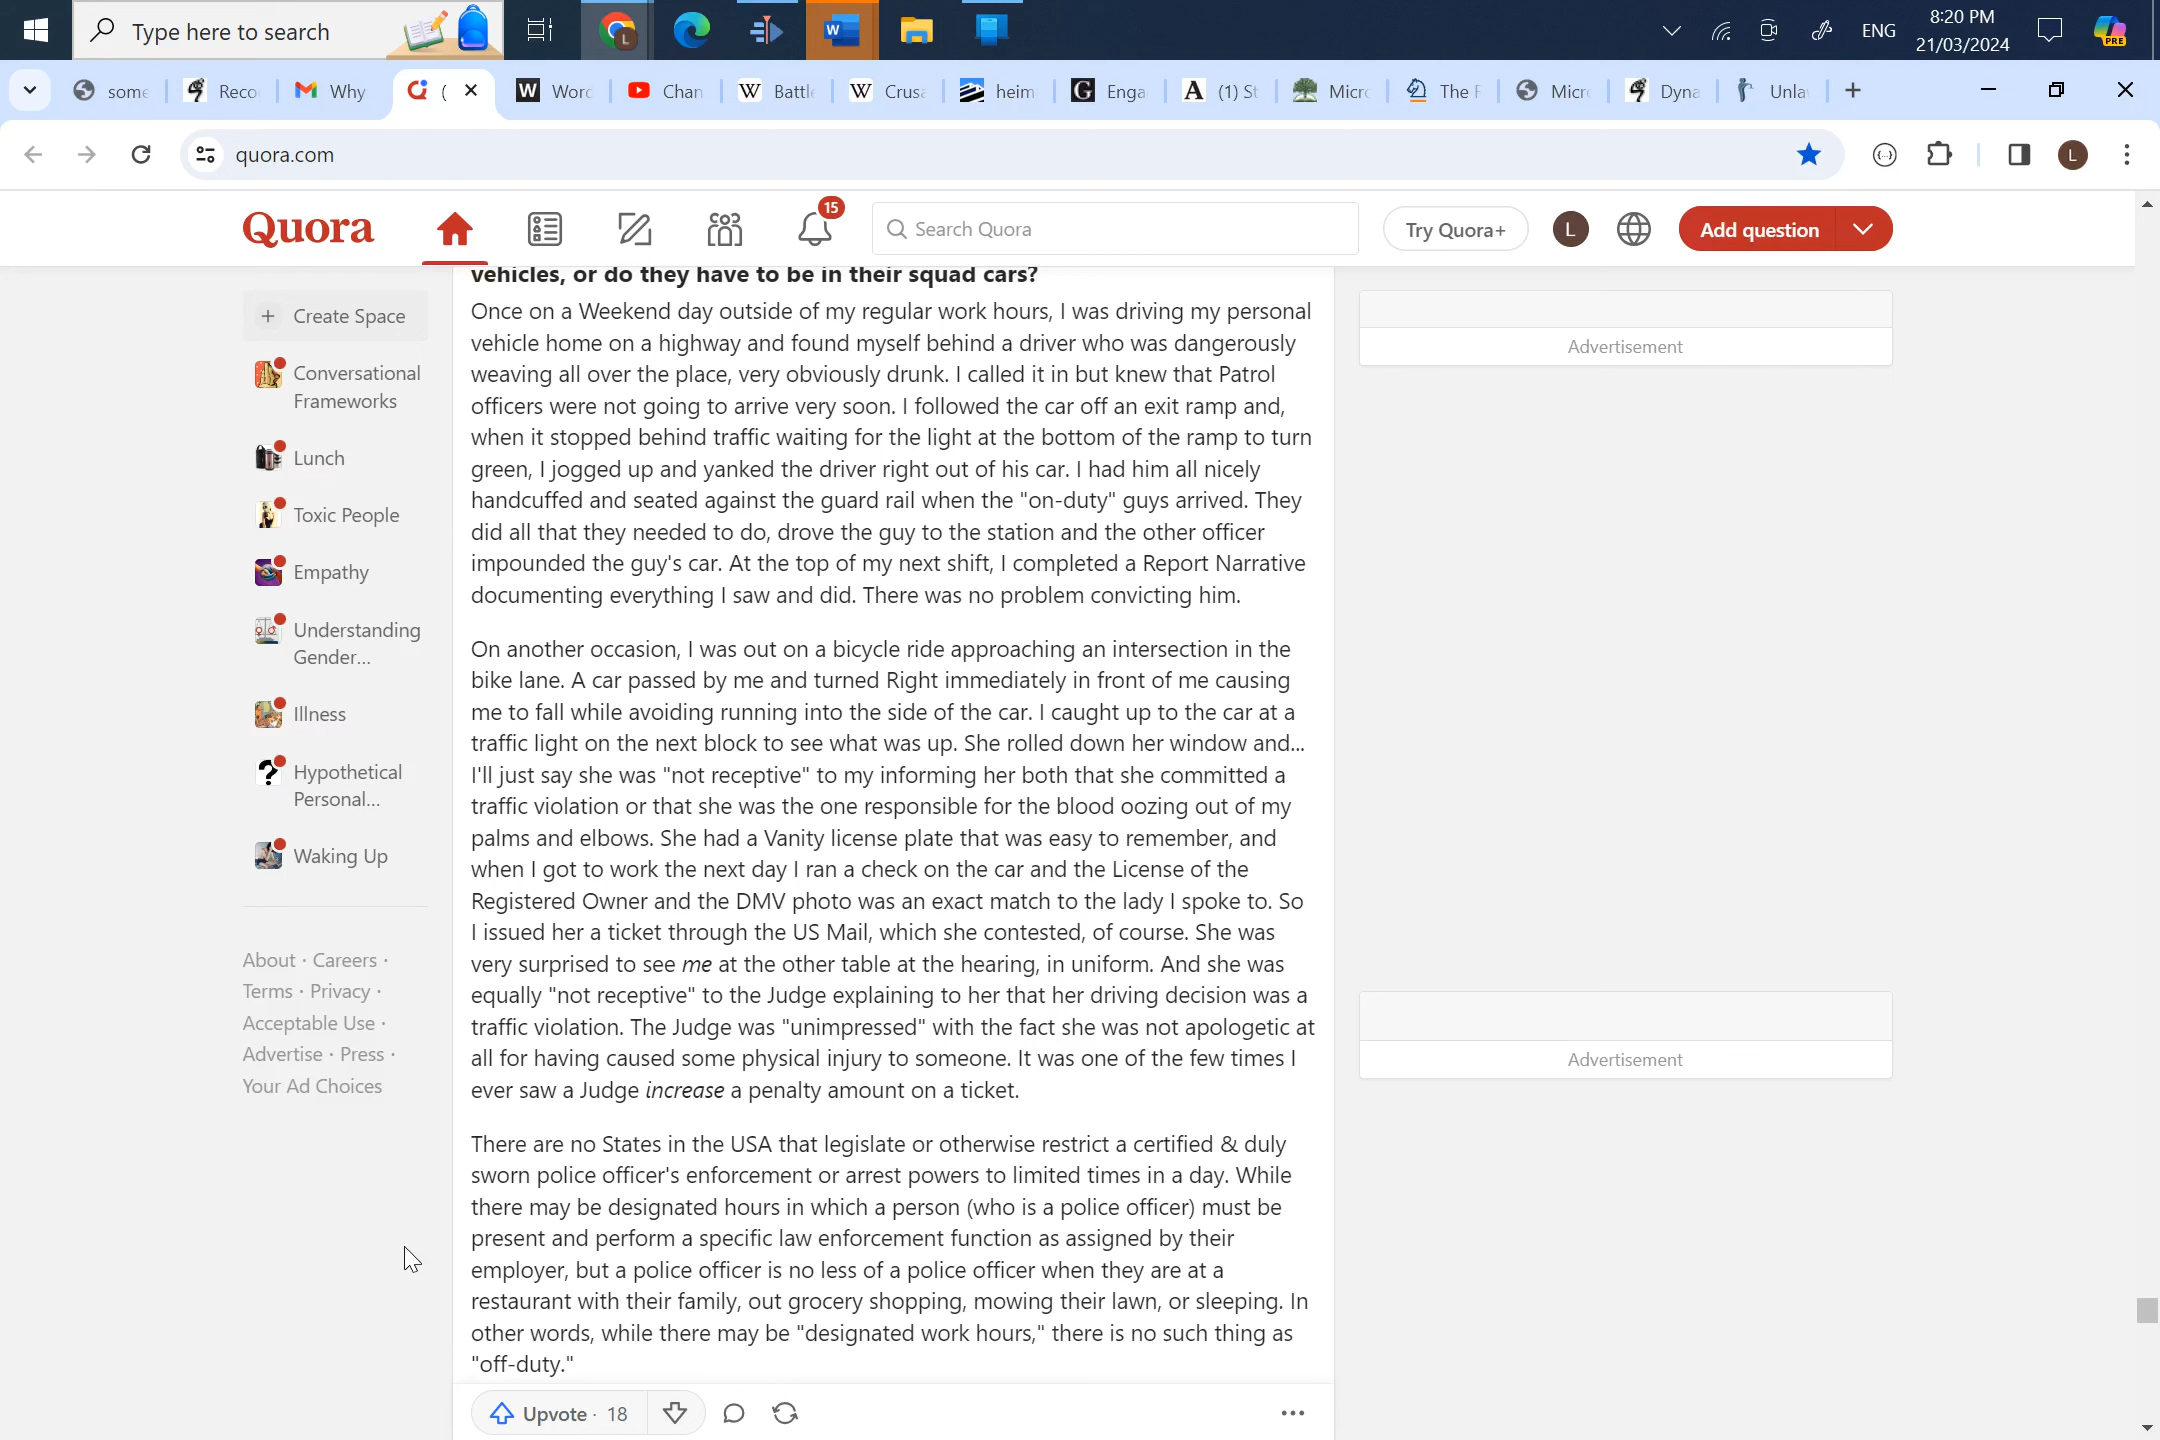 Type here to search
ENG
8:20 PM
21/03/2024
PRE
some
Reco
Why
(
Word
Chan
Battle
Crusa
heim
Enga
(1) St
Micro
The F
Micro
Dyna
Unla
quora.com
L
Quora
15
Search Quora
Try Quora+
L
Add question
Create Space
Conversational
Frameworks
Lunch
Toxic People
Empathy
Understanding
Gender...
Illness
Hypothetical
Personal...
Waking Up
About · Careers ·
Terms · Privacy ·
Acceptable Use ·
Advertise · Press ·
Your Ad Choices
vehicles, or do they have to be in their squad cars?
Once on a Weekend day outside of my regular work hours, I was driving my personal
vehicle home on a highway and found myself behind a driver who was dangerously
weaving all over the place, very obviously drunk. I called it in but knew that Patrol
officers were not going to arrive very soon. I followed the car off an exit ramp and,
when it stopped behind traffic waiting for the light at the bottom of the ramp to turn
green, I jogged up and yanked the driver right out of his car. I had him all nicely
handcuffed and seated against the guard rail when the "on-duty" guys arrived. They
did all that they needed to do, drove the guy to the station and the other officer
impounded the guy's car. At the top of my next shift, I completed a Report Narrative
documenting everything I saw and did. There was no problem convicting him.
On another occasion, I was out on a bicycle ride approaching an intersection in the
bike lane. A car passed by me and turned Right immediately in front of me causing
me to fall while avoiding running into the side of the car. I caught up to the car at a
traffic light on the next block to see what was up. She rolled down her window and...
I'll just say she was "not receptive" to my informing her both that she committed a
traffic violation or that she was the one responsible for the blood oozing out of my
palms and elbows. She had a Vanity license plate that was easy to remember, and
when I got to work the next day I ran a check on the car and the License of the
Registered Owner and the DMV photo was an exact match to the lady I spoke to. So
I issued her a ticket through the US Mail, which she contested, of course. She was
very surprised to see me at the other table at the hearing, in uniform. And she was
equally "not receptive" to the Judge explaining to her that her driving decision was a
traffic violation. The Judge was "unimpressed" with the fact she was not apologetic at
all for having caused some physical injury to someone. It was one of the few times I
ever saw a Judge increase a penalty amount on a ticket.
There are no States in the USA that legislate or otherwise restrict a certified & duly
sworn police officer's enforcement or arrest powers to limited times in a day. While
there may be designated hours in which a person (who is a police officer) must be
present and perform a specific law enforcement function as assigned by their
employer, but a police officer is no less of a police officer when they are at a
restaurant with their family, out grocery shopping, mowing their lawn, or sleeping. In
other words, while there may be "designated work hours," there is no such thing as
"off-duty."
Upvote · 18
Advertisement
Advertisement